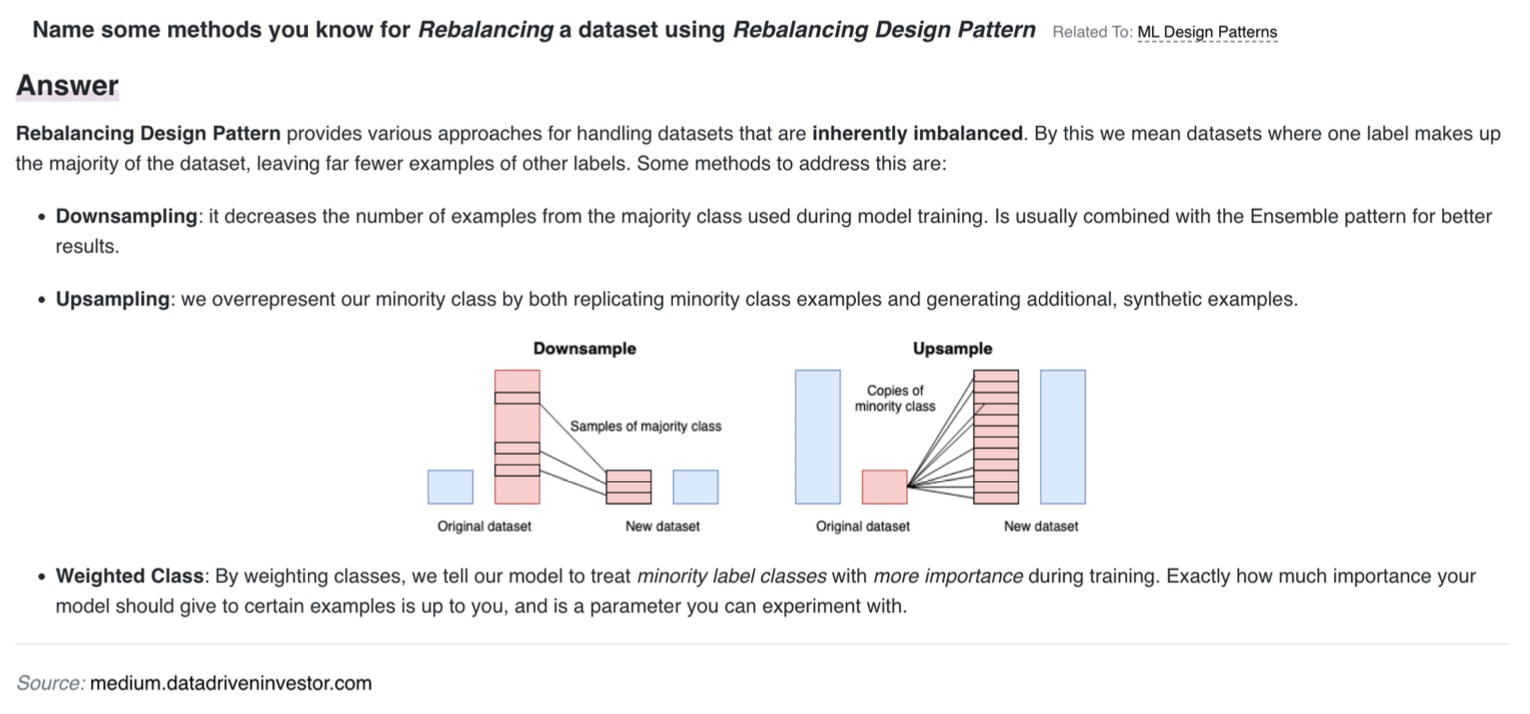 Name some methods you know for Rebalancing a dataset using Rebalancing Design Pattern Related To: ML Design Patterns
Answer
Rebalancing Design Pattern provides various approaches for handling datasets that are inherently imbalanced. By this we mean datasets where one label makes up
the majority of the dataset, leaving far fewer examples of other labels. Some methods to address this are:
• Downsampling: it decreases the number of examples from the majority class used during model training. Is usually combined with the Ensemble pattern for better
results.
• Upsampling: we overrepresent our minority class by both replicating minority class examples and generating additional, synthetic examples.
Downsample
Samples of majority class
Original dataset
New dataset
Upsample
Copies of
minority class
Original dataset
New dataset
• Weighted Class: By weighting classes, we tell our model to treat minority label classes with more importance during training. Exactly how much importance your
model should give to certain examples is up to you, and is a parameter you can experiment with.
Source: medium.datadriveninvestor.com